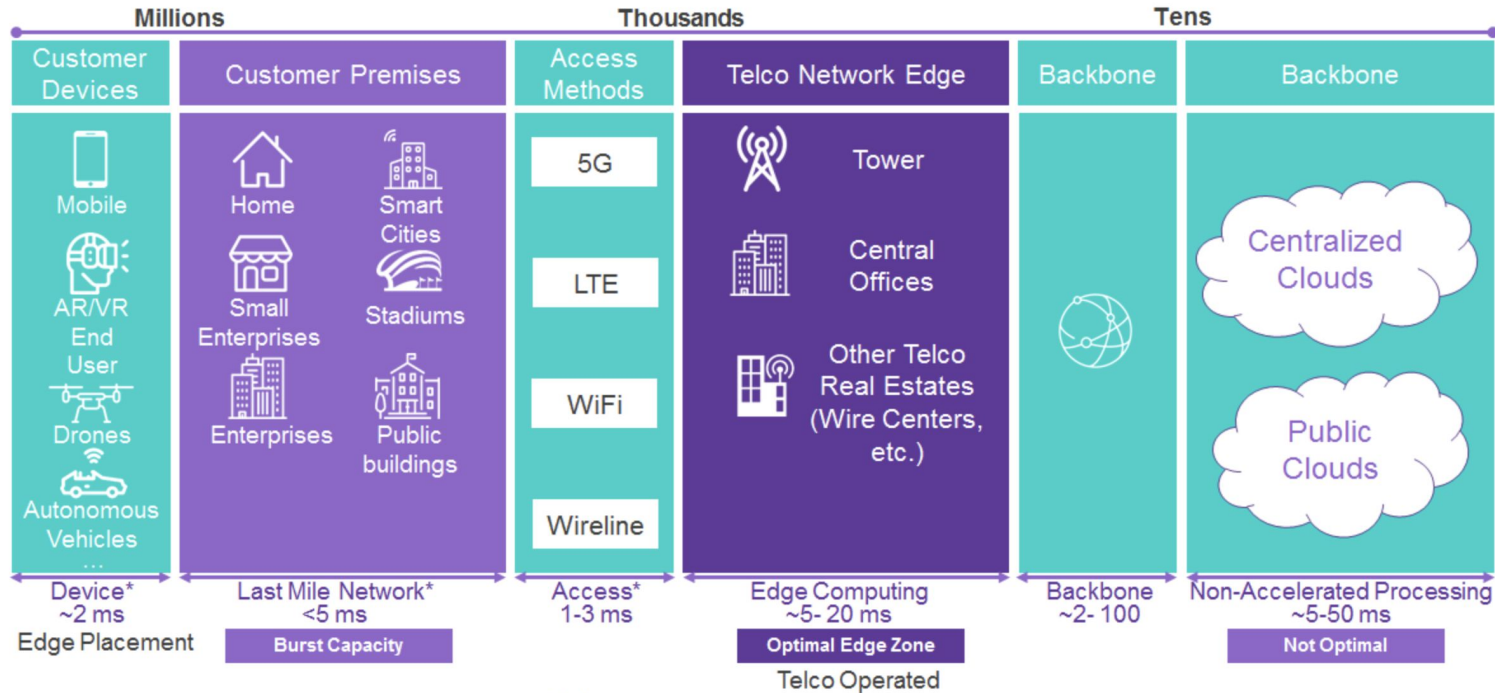 Millions
Thousands
Tens
Customer
Devices
Customer Premises
Access
Methods
Telco Network Edge
Backbone
Backbone
Mobile
AR/VR
End
User
Drones
Autonomous
Vehicles
...
Home
Smart
Cities
Small
Enterprises
Stadiums
Enterprises
Public
buildings
5G
LTE
WiFi
Wireline
Tower
Central
Offices
Other Telco
Real Estates
(Wire Centers,
etc.)
Centralized
Clouds
Public
Clouds
Device*
~2 ms
Last Mile Network*
<5 ms
Access*
1-3 ms
Edge Computing
~5- 20 ms
Backbone
~2- 100
Non-Accelerated Processing
~5-50 ms
Edge Placement
Burst Capacity
Optimal Edge Zone
Not Optimal
Telco Operated